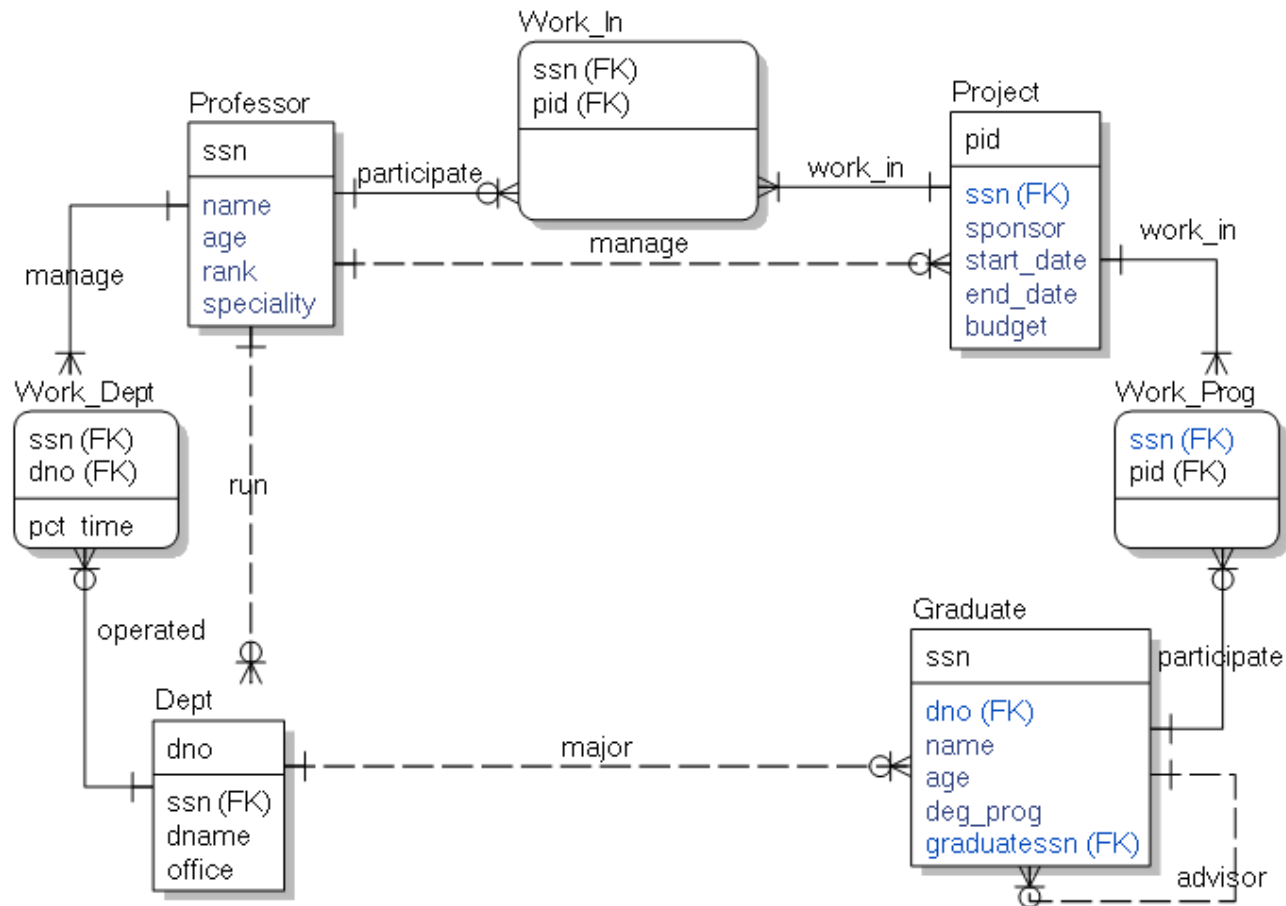 Work_In
ssn (FK)
pid (FK)
Professor
ssn
name
age
rank
speciality
participate
work_in
manage
Project
pid
ssn (FK)
sponsor
start_date
end_date
budget
work_in
manage
Work_Dept
ssn (FK)
dno (FK)
pct_time
run
Work_Prog
ssn (FK)
pid (FK)
operated
Dept
dno
ssn (FK)
dname
office
major
Graduate
ssn
dno (FK)
name
age
deg_prog
graduatessn (FK)
participate
advisor